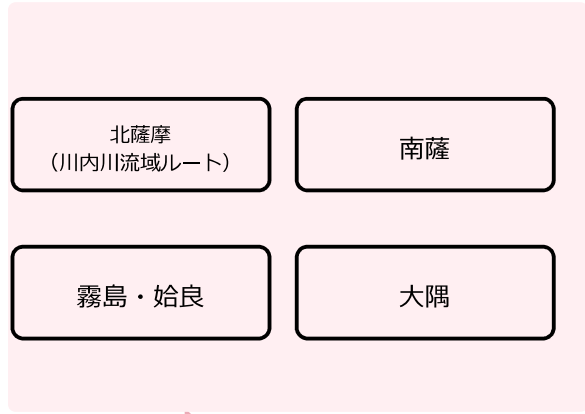 北薩摩
（川内川流域ルート）
南薩
霧島・姶良
大隅